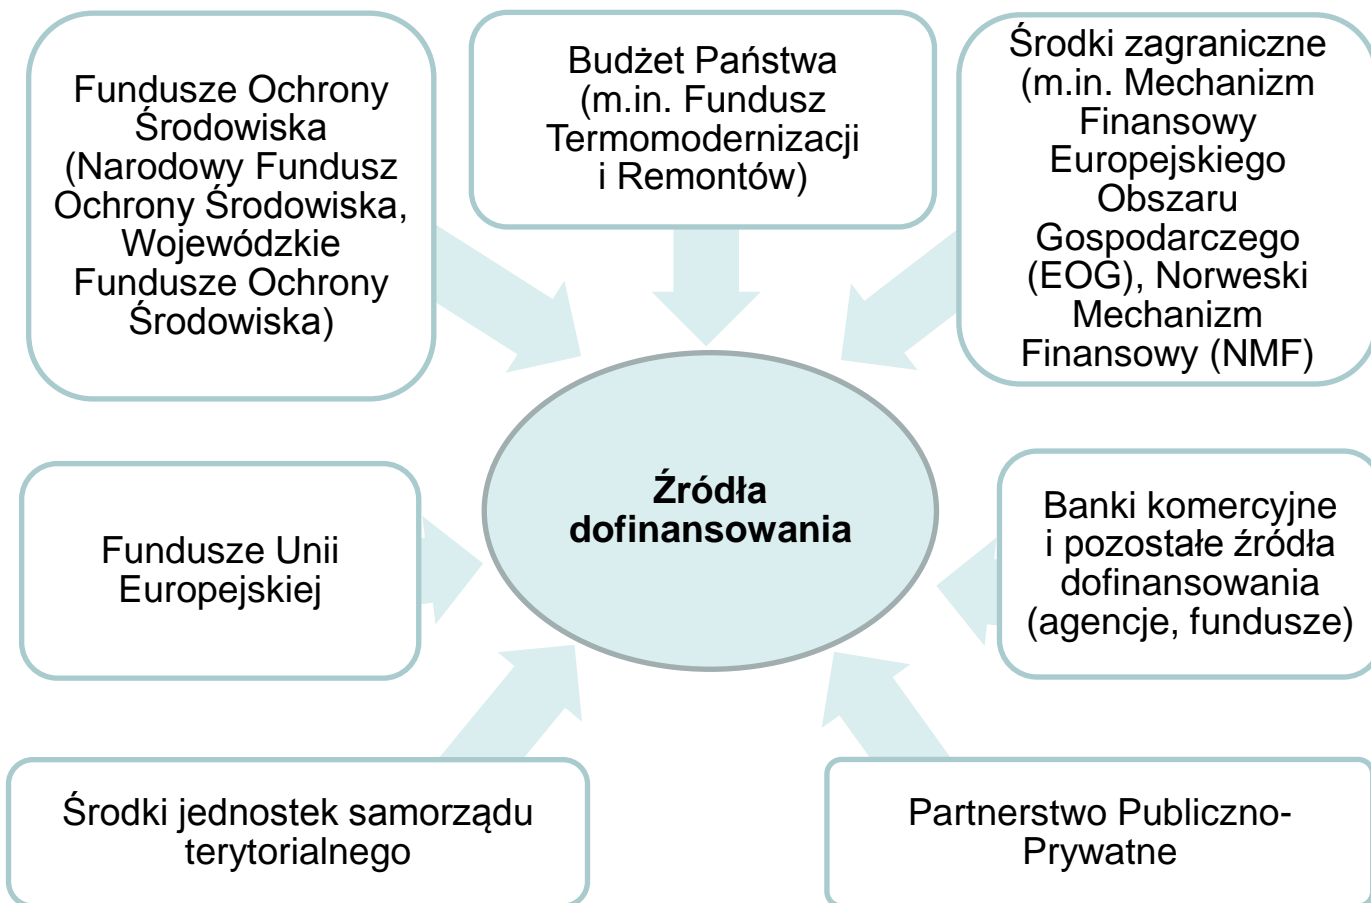 Fundusze Ochrony
Środowiska
(Narodowy Fundusz
Ochrony Środowiska,
Wojewódzkie
Fundusze Ochrony
Środowiska)
Budżet Państwa
(m.in. Fundusz
Termomodernizacji
i Remontów)
Środki zagraniczne
(m.in. Mechanizm
Finansowy
Europejskiego
Obszaru
Gospodarczego
(EOG), Norweski
Mechanizm
Finansowy (NMF)
Źródła
dofinansowania
Fundusze Unii
Europejskiej
Banki komercyjne
i pozostałe źródła
dofinansowania
(agencje, fundusze)
Środki jednostek samorządu
terytorialnego
Partnerstwo Publiczno-
Prywatne